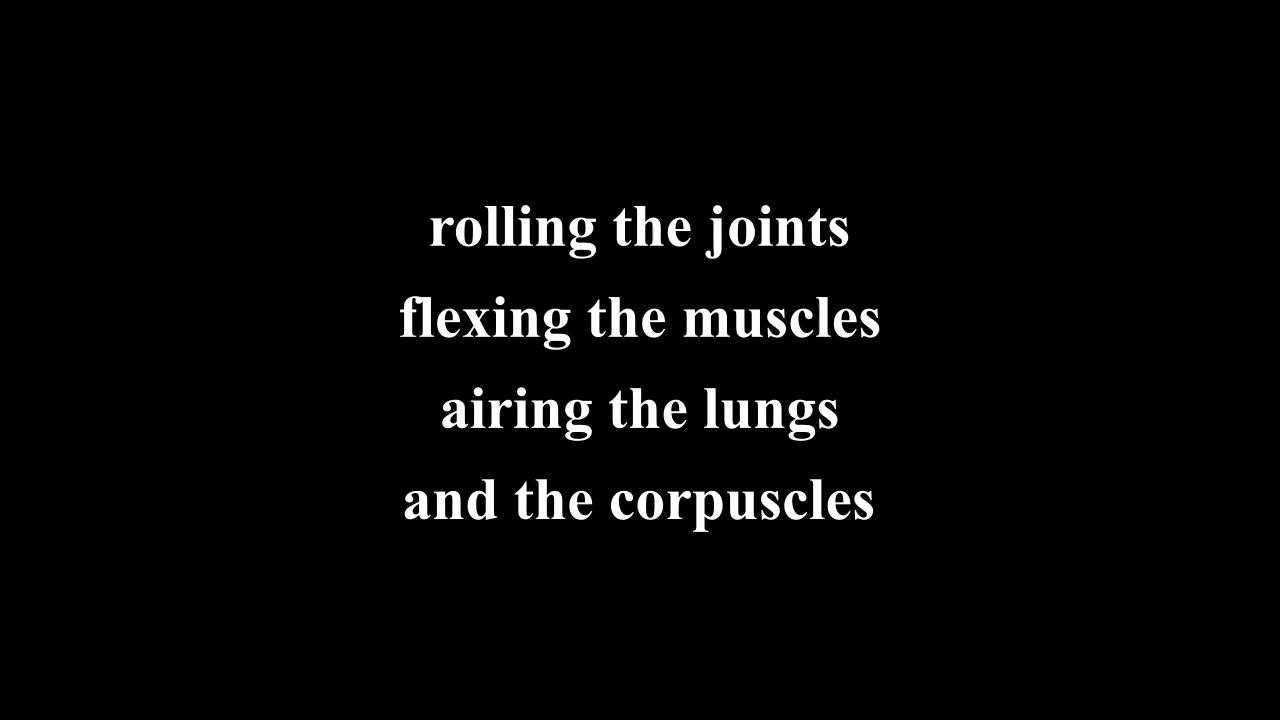 rolling the joints
flexing the muscles
airing the lungs
and the corpuscles